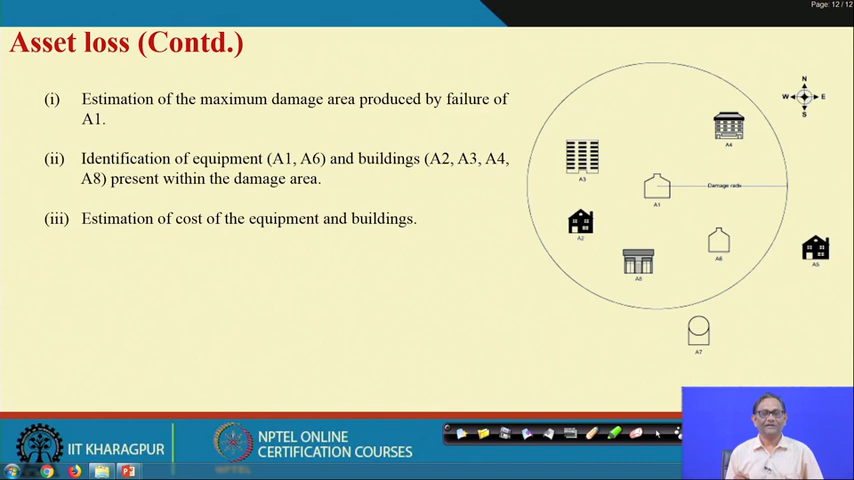 Page: 12 / 12
Asset loss (Contd.)
(i) Estimation of the maximum damage area produced by failure of
A1.
(ii) Identification of equipment (A1, A6) and buildings (A2, A3, A4,
A8) present within the damage area.
(iii) Estimation of cost of the equipment and buildings.
N
W E
S
A4
A3
Damage radii
A1
A2
A6
A8
A5
A7
IIT KHARAGPUR
NPTEL ONLINE
CERTIFICATION COURSES
NPTEL